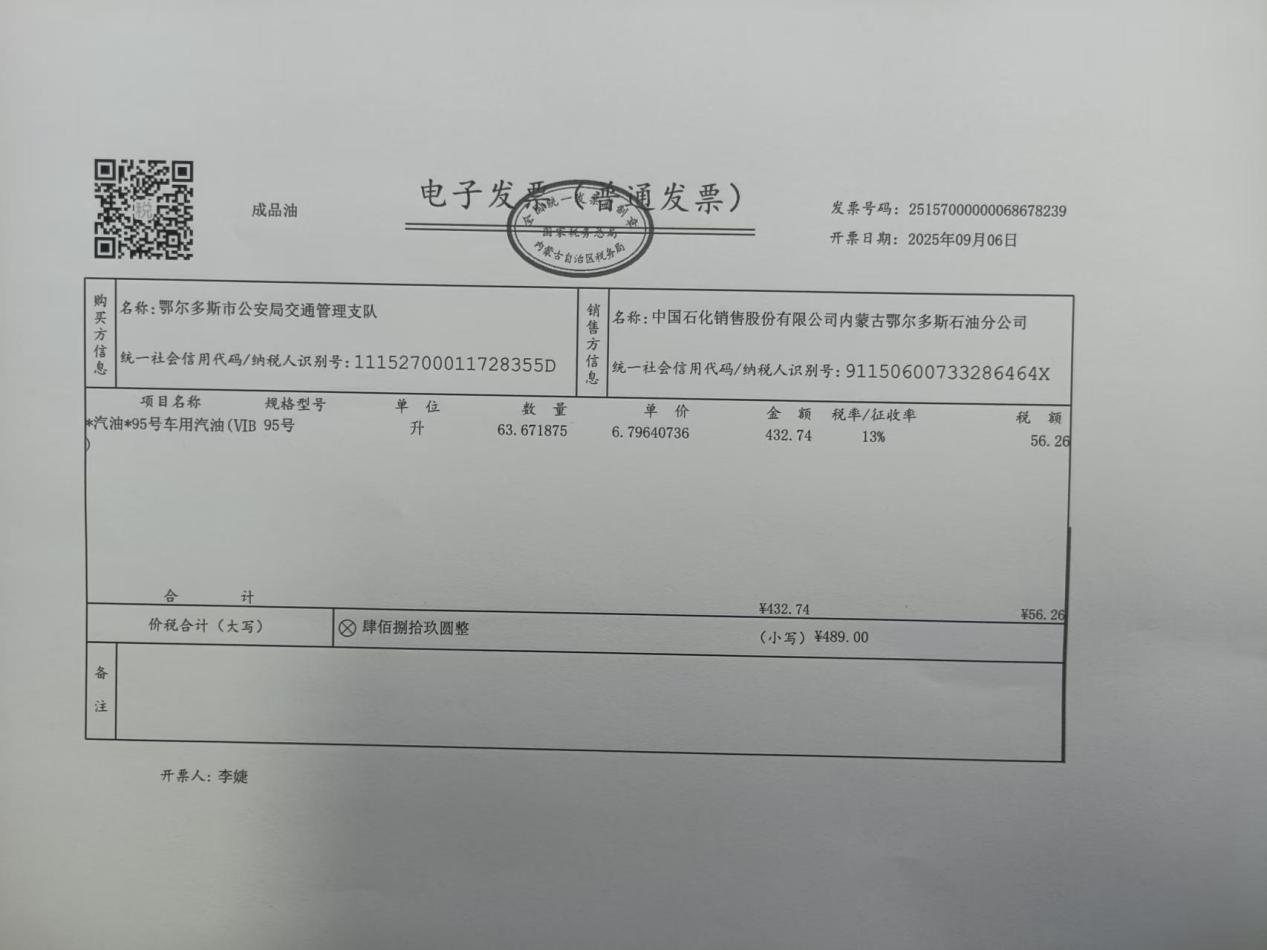 电子发票（普通发票）
成品油
税
全国统一发票监制章
国家税务总局
内蒙古自治区税务局
发票号码：25157000000068678239
开票日期：2025年09月06日
购买方信息
名称：鄂尔多斯市公安局交通管理支队
统一社会信用代码/纳税人识别号：11152700011728355D
销售方信息
名称：中国石化销售股份有限公司内蒙古鄂尔多斯石油分公司
统一社会信用代码/纳税人识别号：91150600733286464X
项目名称 规格型号 单位 数量 单价 金额 税率/征收率 税额
*汽油*95号车用汽油(VIB 95号 升 63.671875 6.79640736 432.74 13% 56.26
)
合计 ¥432.74 ¥56.26
价税合计（大写） ⊗ 肆佰捌拾玖圆整 （小写）¥489.00
备注
开票人：李婕